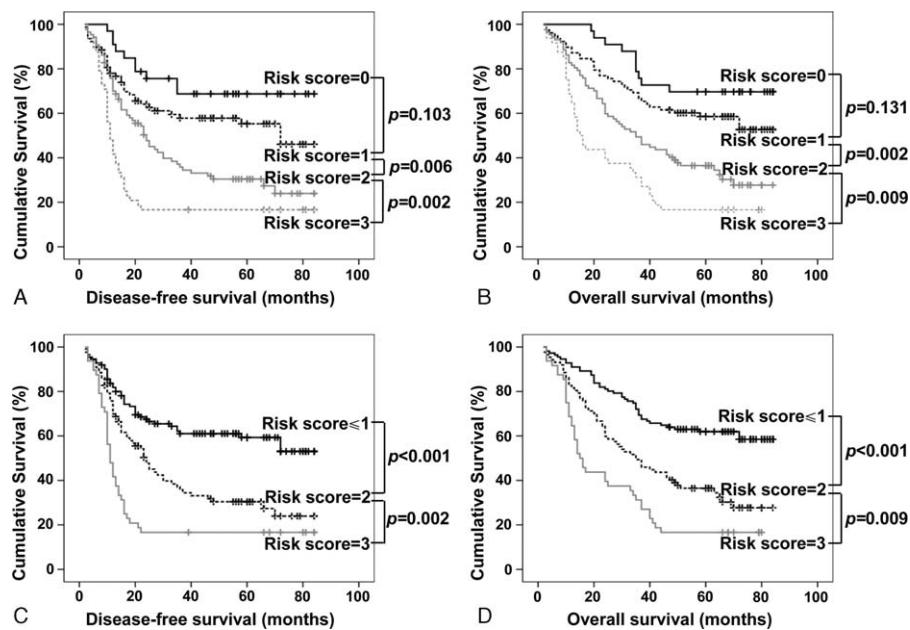 100
80
60
40
20
0
Cumulative Survival (%)
Risk score=0
p=0.103
Risk score=1
p=0.006
Risk score=2
p=0.002
Risk score=3
0 20 40 60 80 100
A Disease-free survival (months)
100
80
60
40
20
0
Cumulative Survival (%)
Risk score=0
p=0.131
Risk score=1
p=0.002
Risk score=2
p=0.009
Risk score=3
0 20 40 60 80 100
B Overall survival (months)
100
80
60
40
20
0
Cumulative Survival (%)
Risk score≤1
p<0.001
Risk score=2
p=0.002
Risk score=3
0 20 40 60 80 100
C Disease-free survival (months)
100
80
60
40
20
0
Cumulative Survival (%)
Risk score≤1
p<0.001
Risk score=2
p=0.009
Risk score=3
0 20 40 60 80 100
D Overall survival (months)